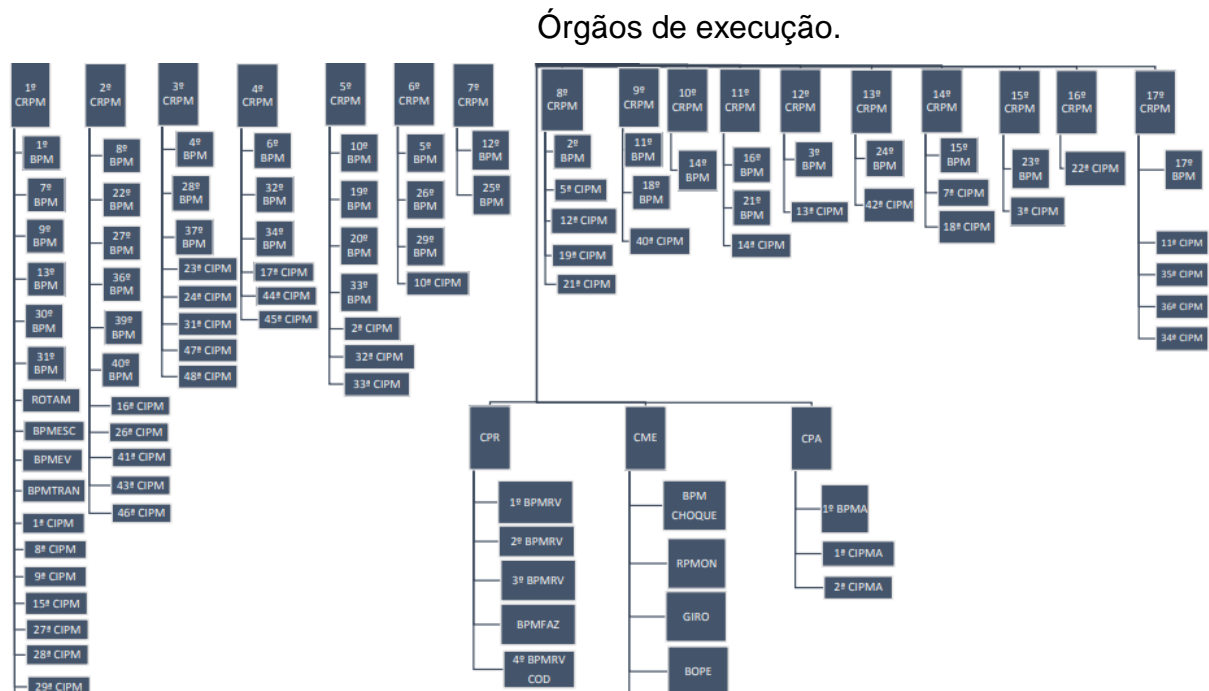 Órgãos de execução.
1º
CRPM
1º
BPM
7º
BPM
9º
BPM
13º
BPM
30º
BPM
31º
BPM
ROTAM
BPMESC
BPMEV
BPMTRAN
1ª CIPM
8ª CIPM
9ª CIPM
15ª CIPM
27ª CIPM
28ª CIPM
29ª CIPM
2º
CRPM
8º
BPM
22º
BPM
27º
BPM
36º
BPM
39º
BPM
40º
BPM
16ª CIPM
26ª CIPM
41ª CIPM
43ª CIPM
46ª CIPM
3º
CRPM
4º
BPM
28º
BPM
37º
BPM
23ª CIPM
24ª CIPM
31ª CIPM
47ª CIPM
48ª CIPM
4º
CRPM
6º
BPM
32º
BPM
34º
BPM
17ª CIPM
44ª CIPM
45ª CIPM
5º
CRPM
10º
BPM
19º
BPM
20º
BPM
33º
BPM
2ª CIPM
32ª CIPM
33ª CIPM
6º
CRPM
5º
BPM
26º
BPM
29º
BPM
10ª CIPM
7º
CRPM
12º
BPM
25º
BPM
8º
CRPM
2º
BPM
5ª CIPM
12ª CIPM
19ª CIPM
21ª CIPM
9º
CRPM
11º
BPM
18º
BPM
40ª CIPM
10º
CRPM
14º
BPM
11º
CRPM
16º
BPM
21º
BPM
14ª CIPM
12º
CRPM
3º
BPM
13ª CIPM
13º
CRPM
24º
BPM
42ª CIPM
14º
CRPM
15º
BPM
7ª CIPM
18ª CIPM
15º
CRPM
23º
BPM
3ª CIPM
16º
CRPM
22ª CIPM
17º
CRPM
17º
BPM
11ª CIPM
35ª CIPM
36ª CIPM
34ª CIPM
CPR
1º BPMRV
2º BPMRV
3º BPMRV
BPMFAZ
4º BPMRV
COD
CME
BPM
CHOQUE
RPMON
GIRO
BOPE
CPA
1º BPMA
1ª CIPMA
2ª CIPMA